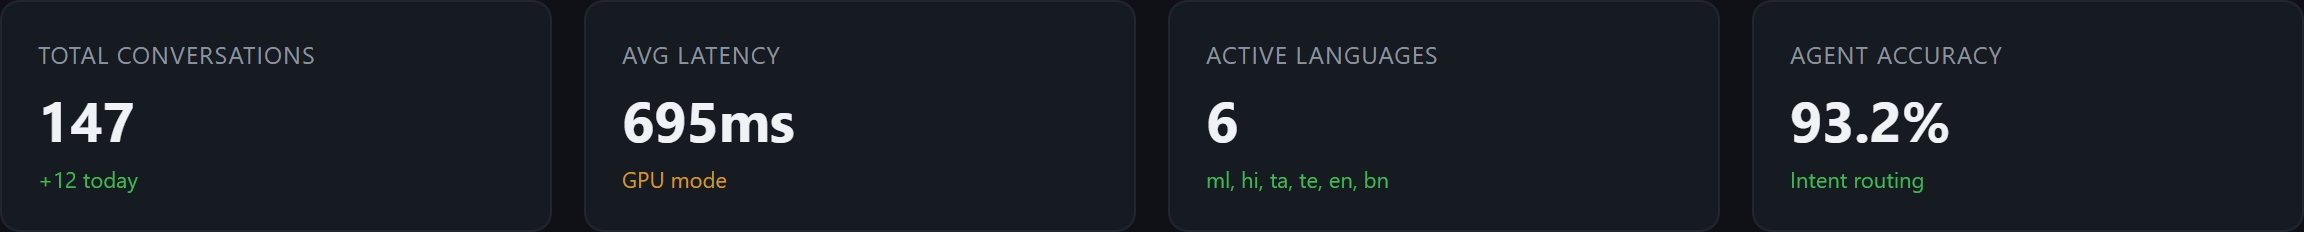 TOTAL CONVERSATIONS
147
+12 today
AVG LATENCY
695ms
GPU mode
ACTIVE LANGUAGES
6
ml, hi, ta, te, en, bn
AGENT ACCURACY
93.2%
Intent routing